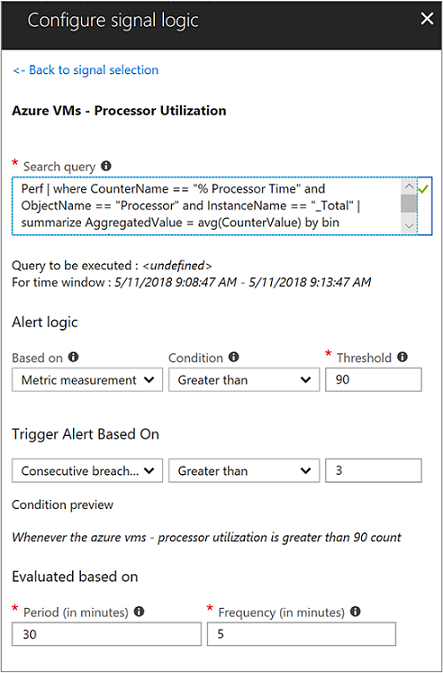 Configure signal logic
<- Back to signal selection
Azure VMs - Processor Utilization
* Search query
Perf | where CounterName == "% Processor Time" and
ObjectName == "Processor" and InstanceName == "_Total" |
summarize AggregatedValue = avg(CounterValue) by bin
Query to be executed : <undefined>
For time window : 5/11/2018 9:08:47 AM - 5/11/2018 9:13:47 AM
Alert logic
Based on Condition * Threshold
Metric measurement Greater than 90
Trigger Alert Based On
Consecutive breach... Greater than 3
Condition preview
Whenever the azure vms - processor utilization is greater than 90 count
Evaluated based on
* Period (in minutes) * Frequency (in minutes)
30 5